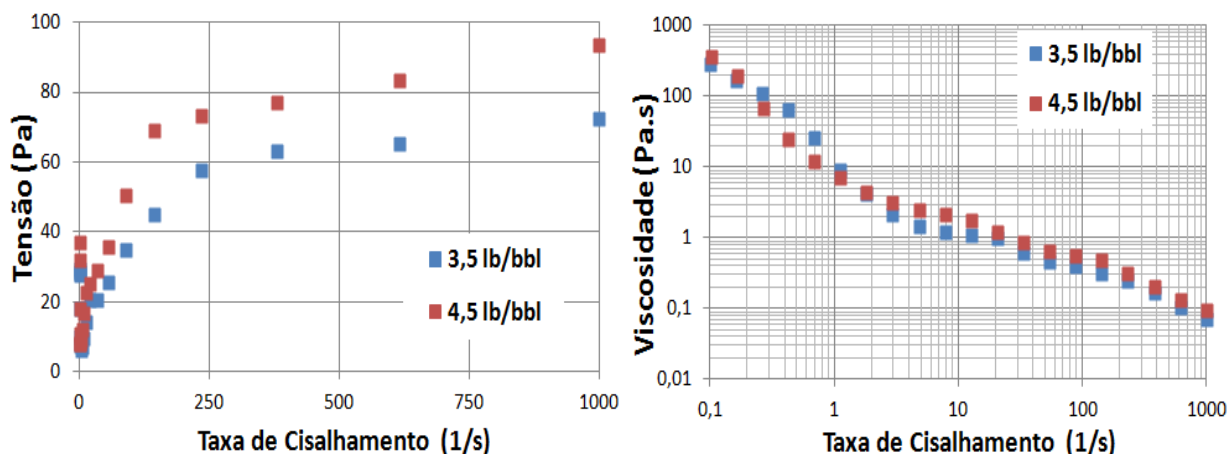 100
80
60
40
20
0
Tensão (Pa)
3,5 lb/bbl
4,5 lb/bbl
0 250 500 750 1000
Taxa de Cisalhamento (1/s)
1000
100
10
1
0,1
0,01
Viscosidade (Pa.s)
3,5 lb/bbl
4,5 lb/bbl
0,1 1 10 100 1000
Taxa de Cisalhamento (1/s)